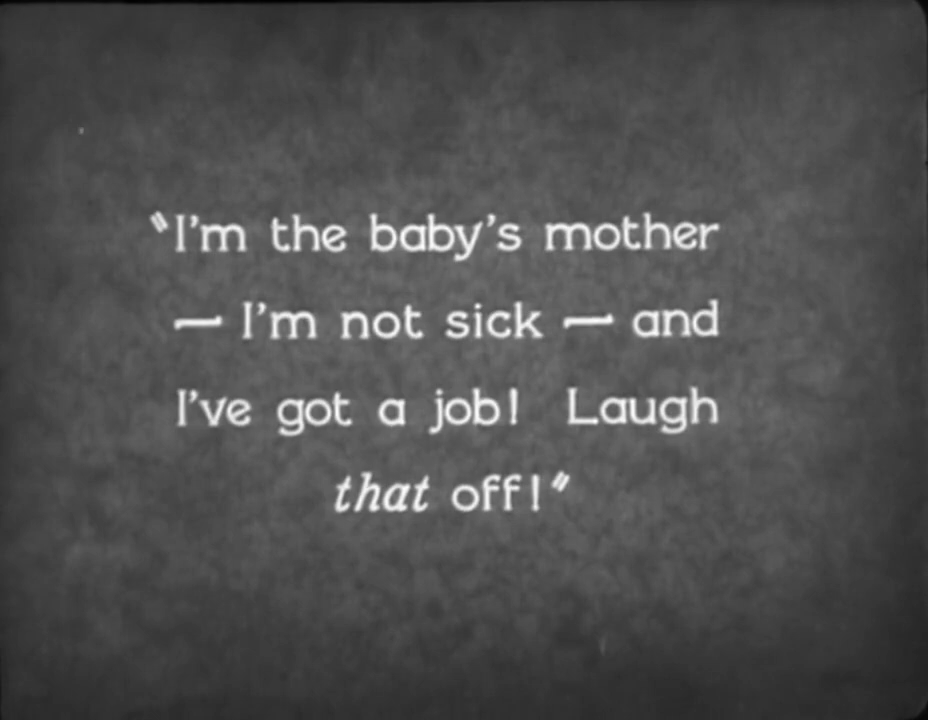 "I'm the baby's mother
— I'm not sick — and
I've got a job! Laugh
that off!"